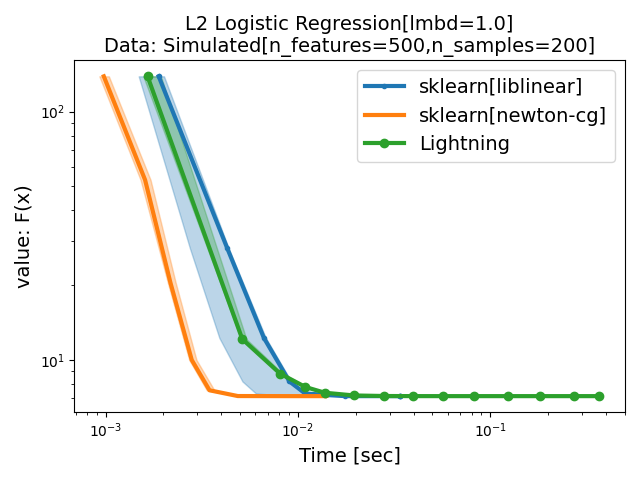 L2 Logistic Regression[lmbd=1.0]
Data: Simulated[n_features=500,n_samples=200]
sklearn[liblinear]
sklearn[newton-cg]
Lightning
value: F(x)
10²
10¹
10⁻³
10⁻²
10⁻¹
Time [sec]